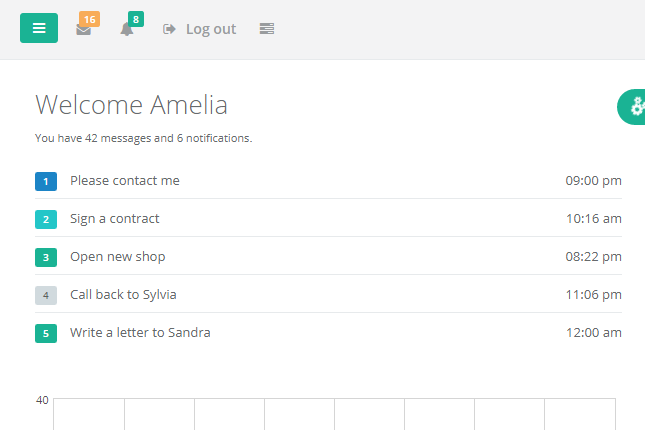 16 8 Log out
Welcome Amelia
You have 42 messages and 6 notifications.
1 Please contact me 09:00 pm
2 Sign a contract 10:16 am
3 Open new shop 08:22 pm
4 Call back to Sylvia 11:06 pm
5 Write a letter to Sandra 12:00 am
40